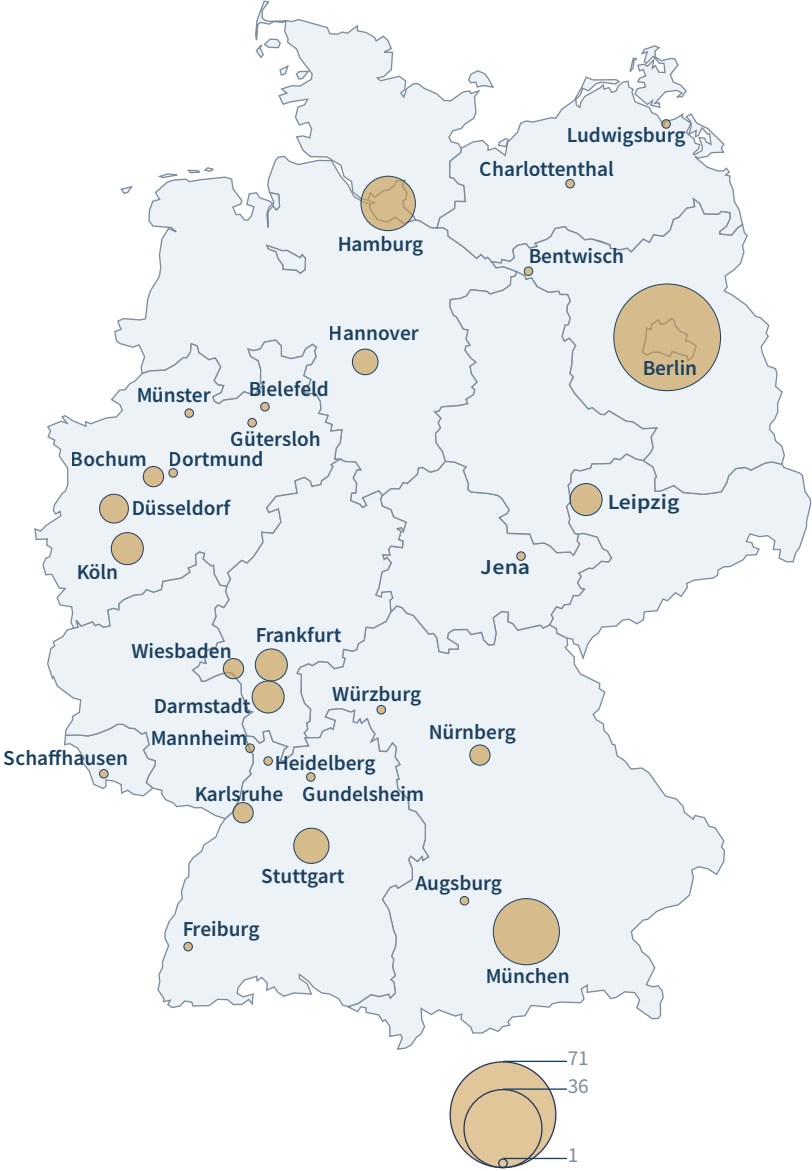 Ludwigsburg
Charlottenthal
Hamburg
Bentwisch
Hannover
Berlin
Münster
Bielefeld
Gütersloh
Bochum
Dortmund
Düsseldorf
Leipzig
Köln
Jena
Frankfurt
Wiesbaden
Würzburg
Darmstadt
Nürnberg
Mannheim
Schaffhausen
Heidelberg
Karlsruhe
Gundelsheim
Stuttgart
Augsburg
Freiburg
München
71
36
1